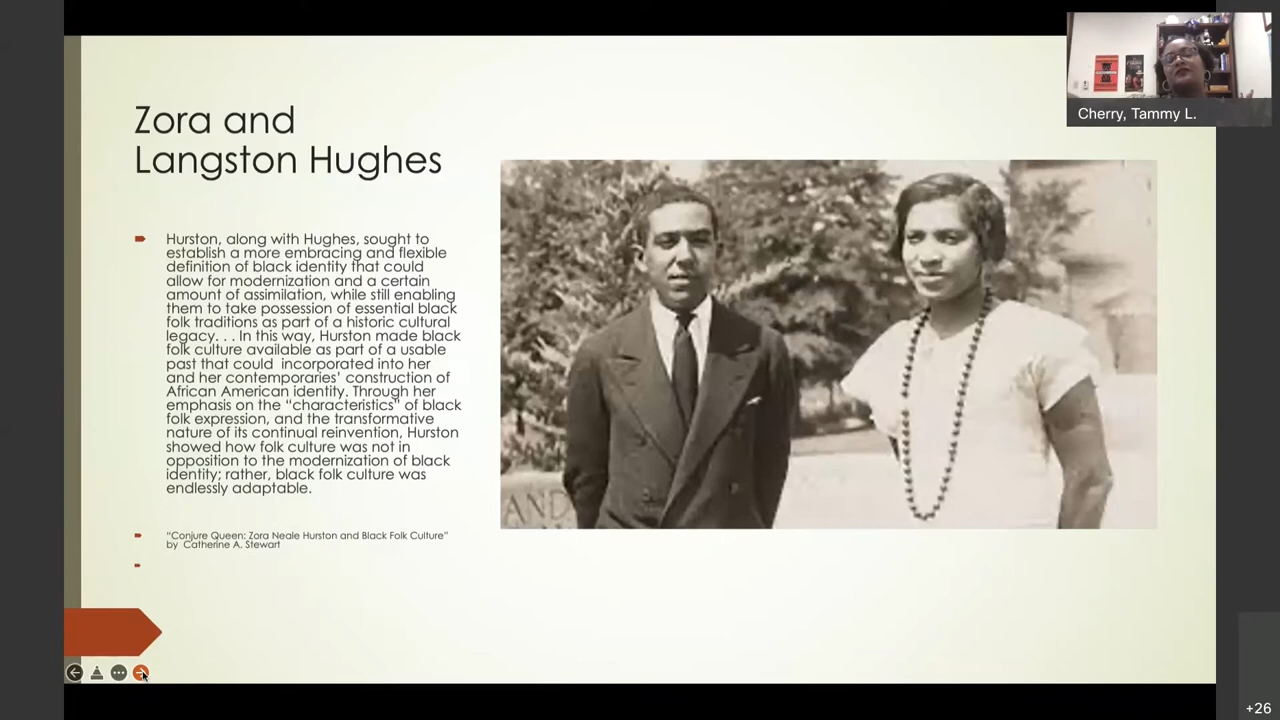 Zora and
Langston Hughes
Hurston, along with Hughes, sought to
establish a more embracing and flexible
definition of black identity that could
allow for modernization and a certain
amount of assimilation, while still enabling
them to take possession of essential black
folk traditions as part of a historic cultural
legacy. . . In this way, Hurston made black
folk culture available as part of a usable
past that could  incorporated into her
and her contemporaries’ construction of
African American identity. Through her
emphasis on the “characteristics” of black
folk expression, and the transformative
nature of its continual reinvention, Hurston
showed how folk culture was not in
opposition to the modernization of black
identity; rather, black folk culture was
endlessly adaptable.
“Conjure Queen: Zora Neale Hurston and Black Folk Culture”
by  Catherine A. Stewart
AND
Cherry, Tammy L.
+26